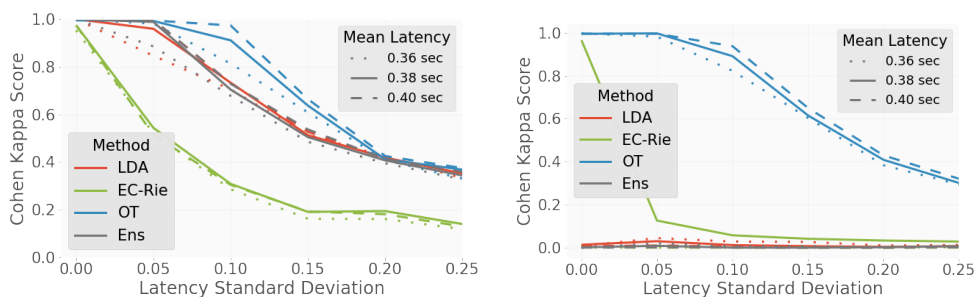 Cohen Kappa Score
1.0
0.8
0.6
0.4
0.2
0.0
Mean Latency
0.36 sec
0.38 sec
0.40 sec
Method
LDA
EC-Rie
OT
Ens
0.00 0.05 0.10 0.15 0.20 0.25
Latency Standard Deviation
Cohen Kappa Score
1.0
0.8
0.6
0.4
0.2
0.0
Mean Latency
0.36 sec
0.38 sec
0.40 sec
Method
LDA
EC-Rie
OT
Ens
0.00 0.05 0.10 0.15 0.20 0.25
Latency Standard Deviation